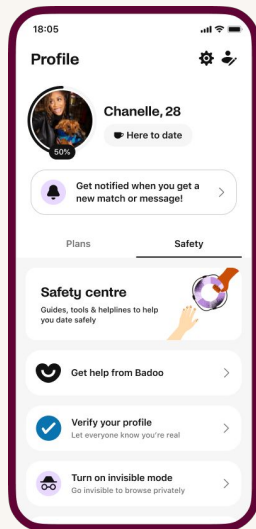 18:05
Profile
Chanelle, 28
Here to date
50%
Get notified when you get a
new match or message!
Plans
Safety
Safety centre
Guides, tools & helplines to help
you date safely
Get help from Badoo
Verify your profile
Let everyone know you're real
Turn on invisible mode
Go invisible to browse privately